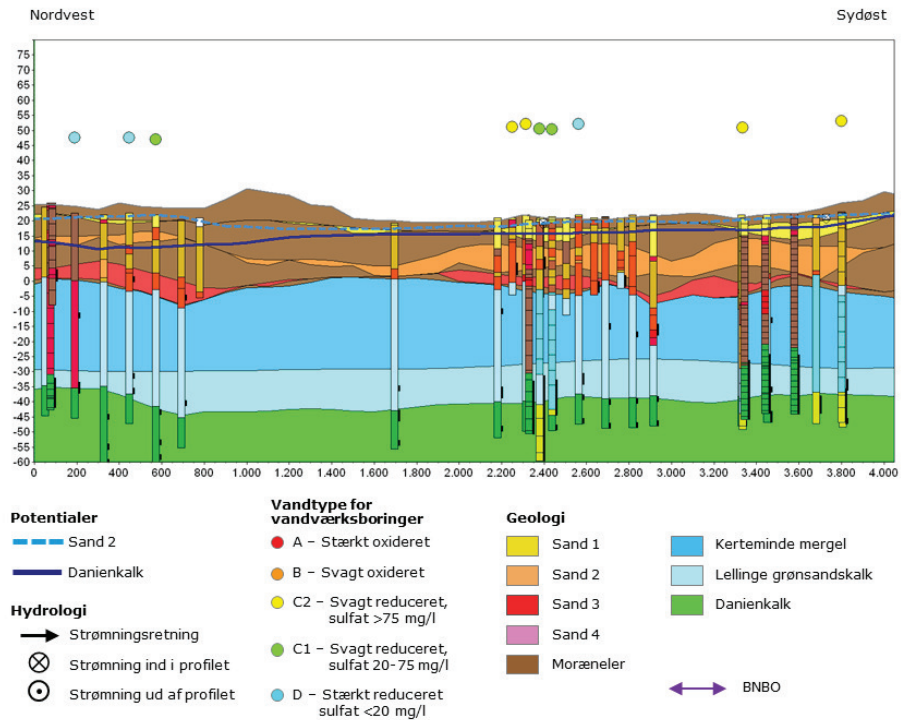 Nordvest
Sydøst
75
70
65
60
55
50
45
40
35
30
25
20
15
10
5
0
-5
-10
-15
-20
-25
-30
-35
-40
-45
-50
-55
-60
0 200 400 600 800 1.000 1.200 1.400 1.600 1.800 2.000 2.200 2.400 2.600 2.800 3.000 3.200 3.400 3.600 3.800 4.000
Potentialer
Sand 2
Danienkalk
Hydrologi
Strømningsretning
Strømning ind i profilet
Strømning ud af profilet
Vandtype for
vandværksboringer
A – Stærkt oxideret
B – Svagt oxideret
C2 – Svagt reduceret,
sulfat >75 mg/l
C1 – Svagt reduceret,
sulfat 20-75 mg/l
D – Stærkt reduceret
sulfat <20 mg/l
Geologi
Sand 1
Sand 2
Sand 3
Sand 4
Moræneler
Kerteminde mergel
Lellinge grønsandskalk
Danienkalk
BNBO